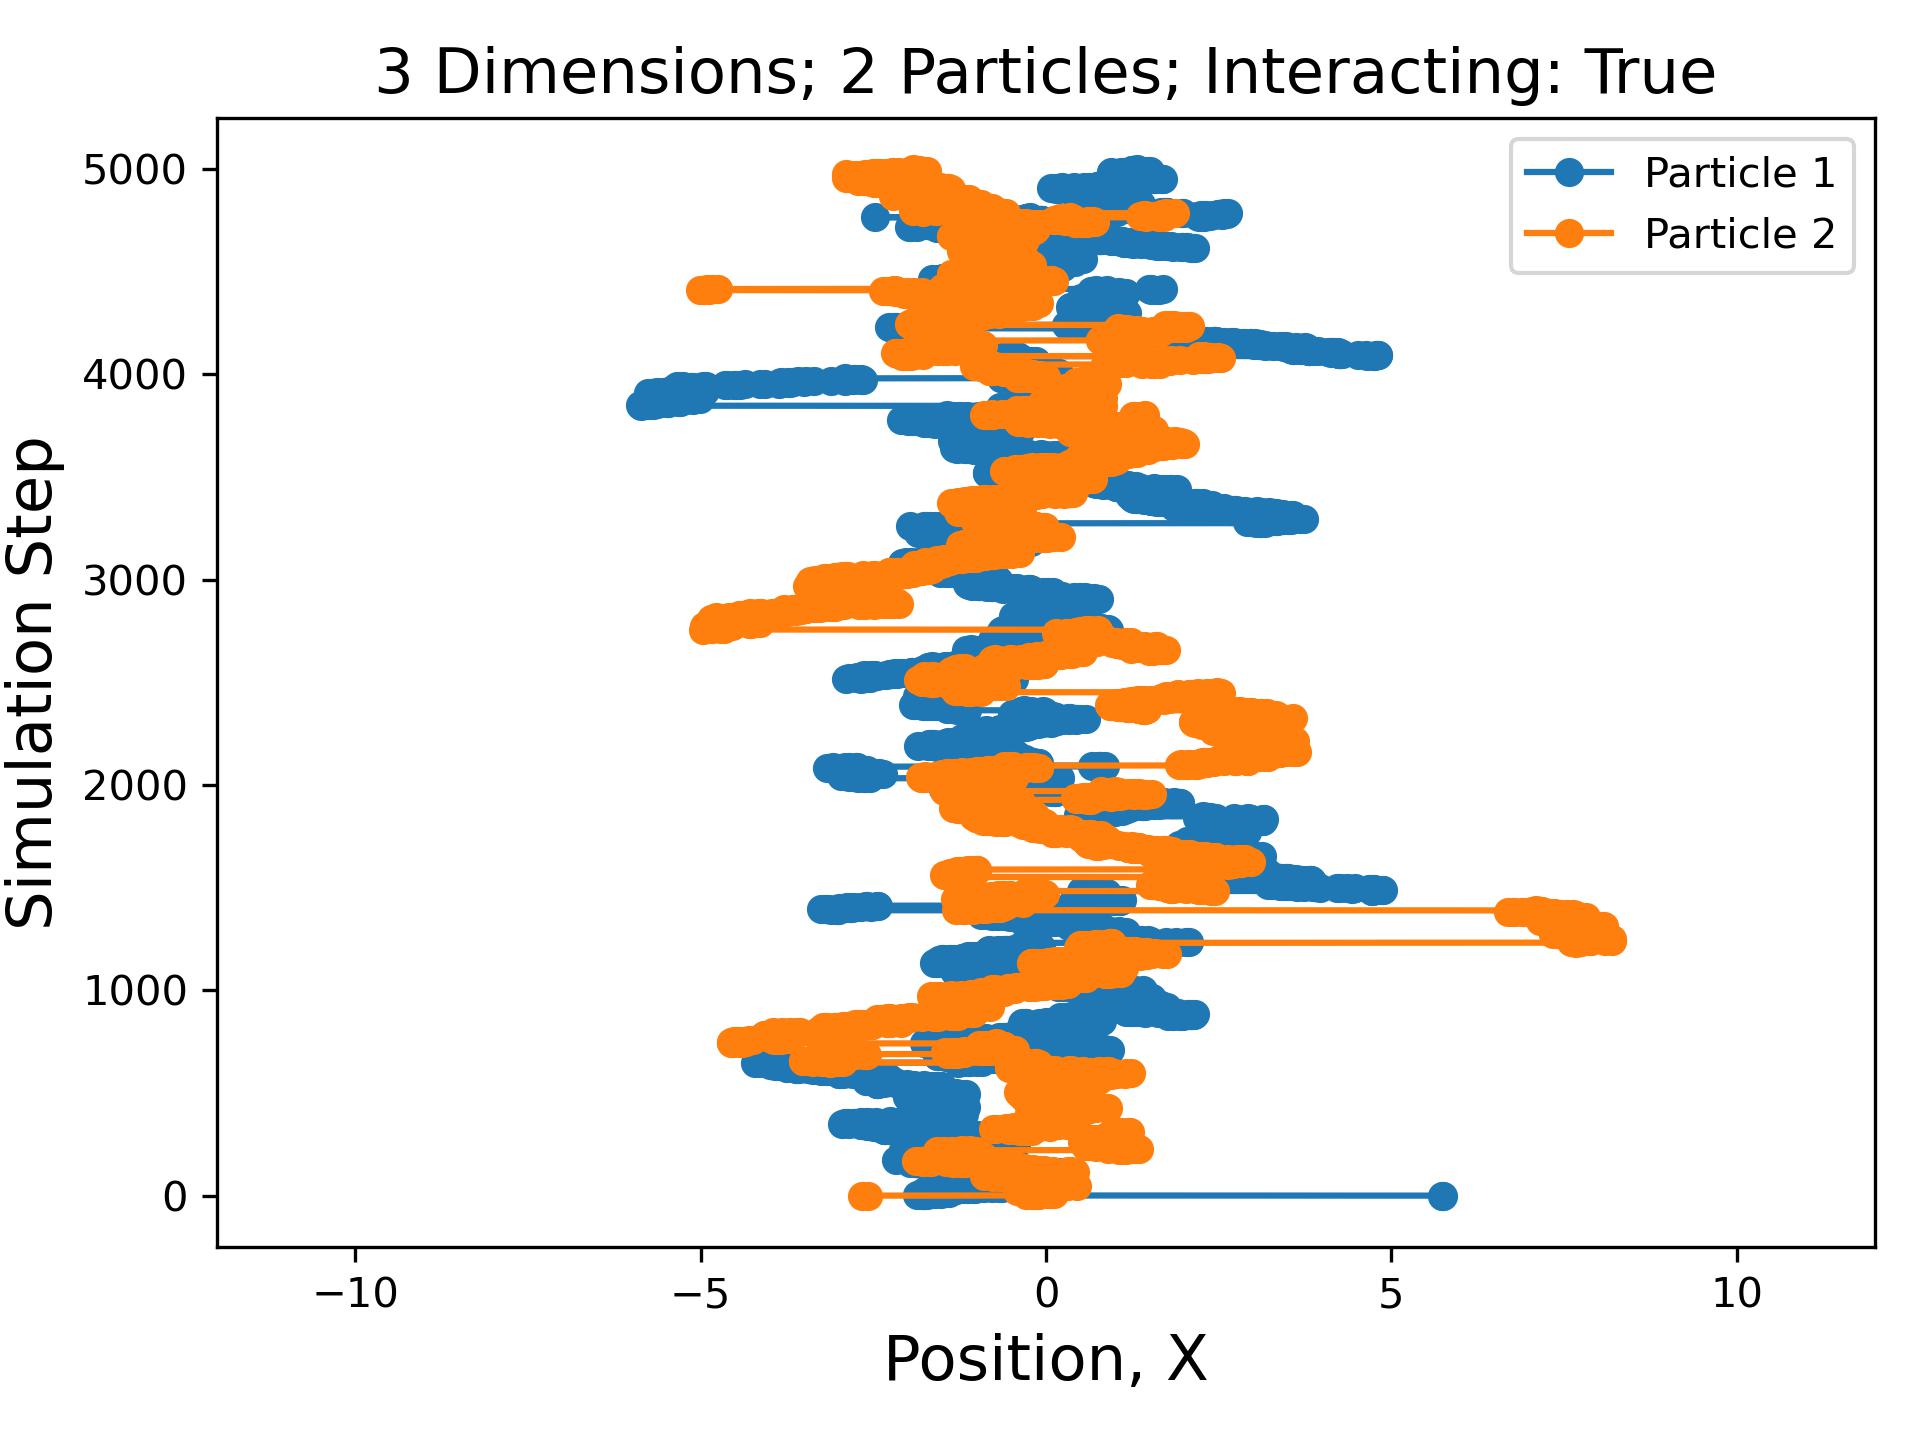 3 Dimensions; 2 Particles; Interacting: True
Particle 1
Particle 2
Simulation Step
5000
4000
3000
2000
1000
0
−10
−5
0
5
10
Position, X